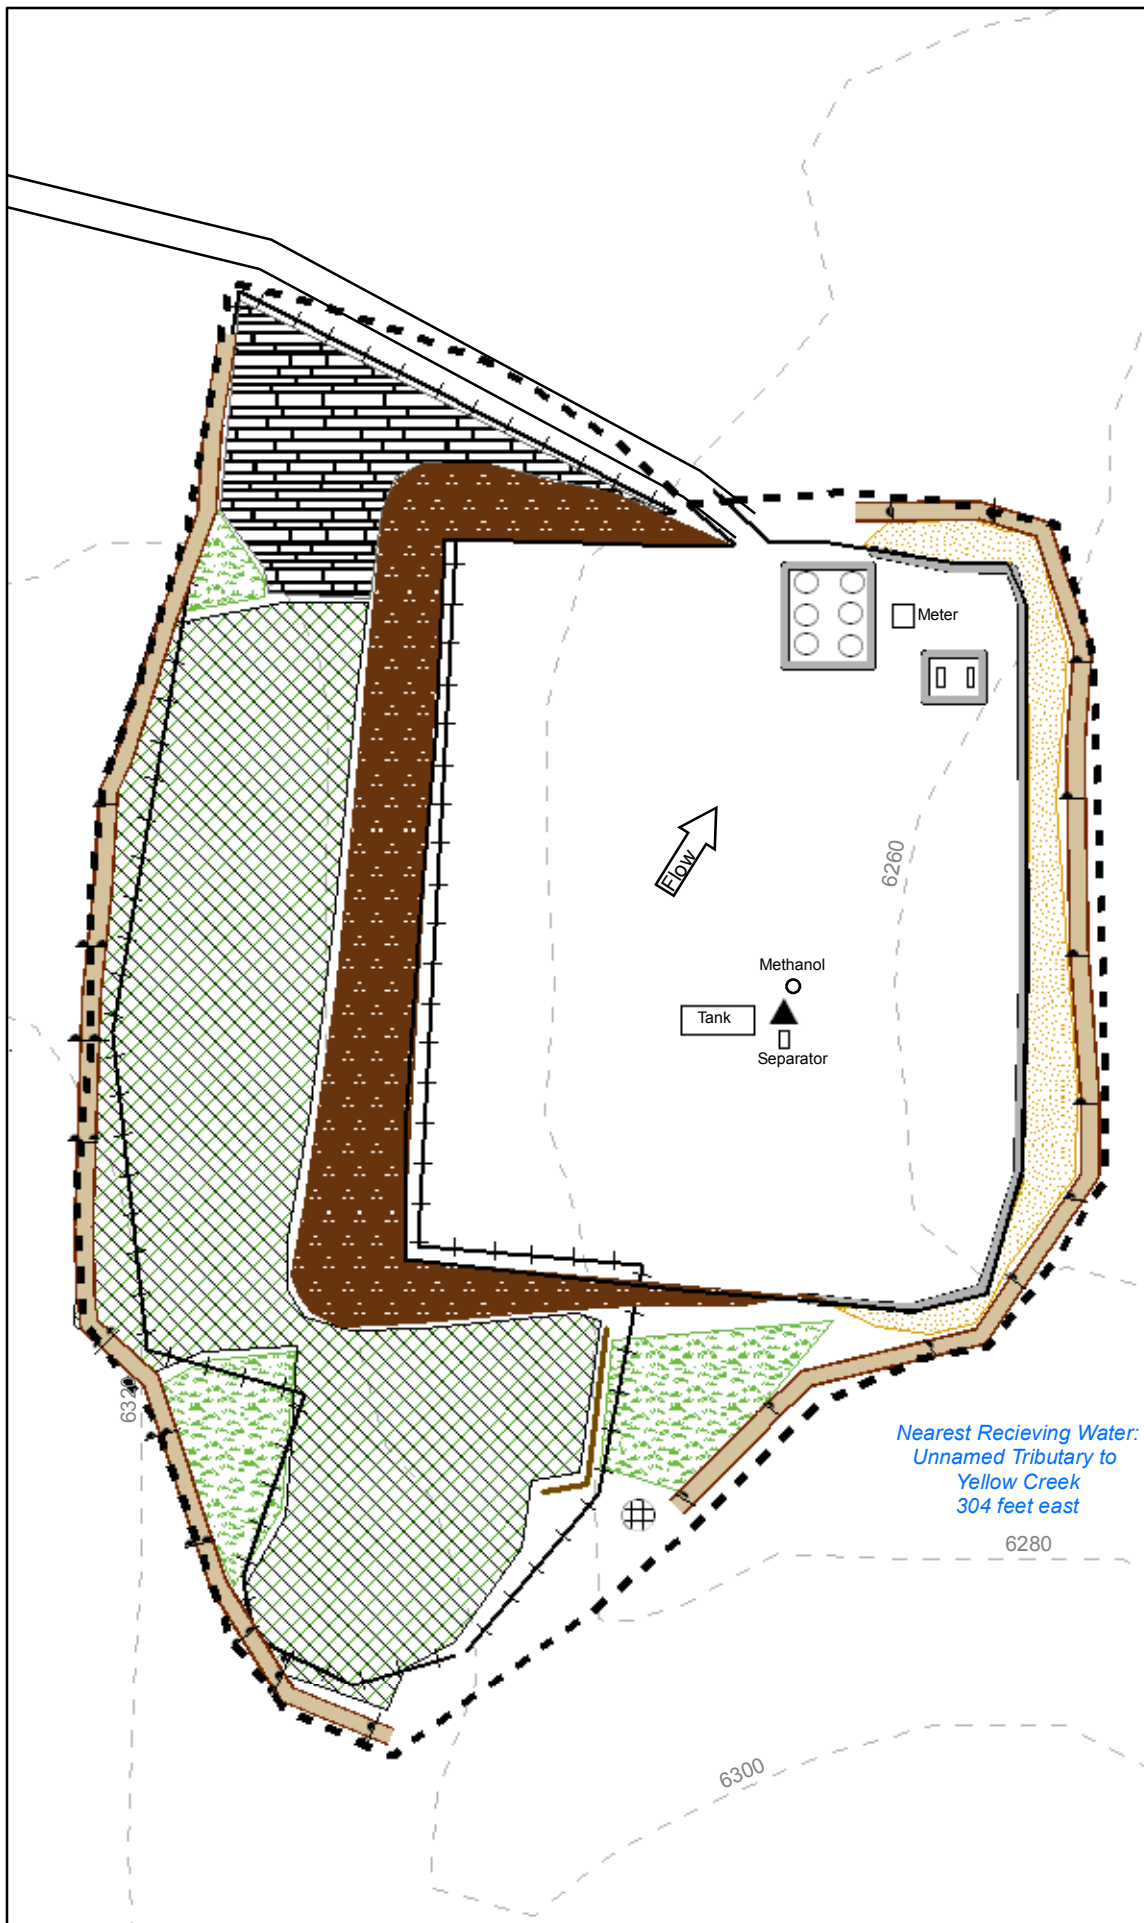 Meter
Flow
6260
Methanol
Tank
Separator
6320
Nearest Recieving Water:
Unnamed Tributary to
Yellow Creek
304 feet east
6280
6300